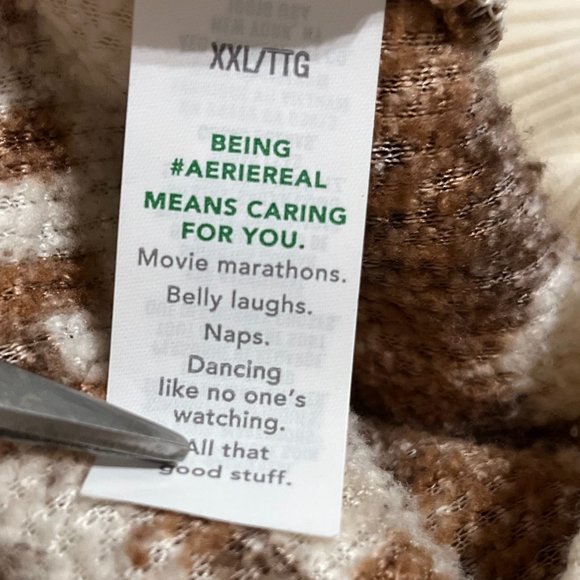 XXL/TTG
BEING
#AERIEREAL
MEANS CARING
FOR YOU.
Movie marathons.
Belly laughs.
Naps.
Dancing
like no one's
watching.
All that
good stuff.